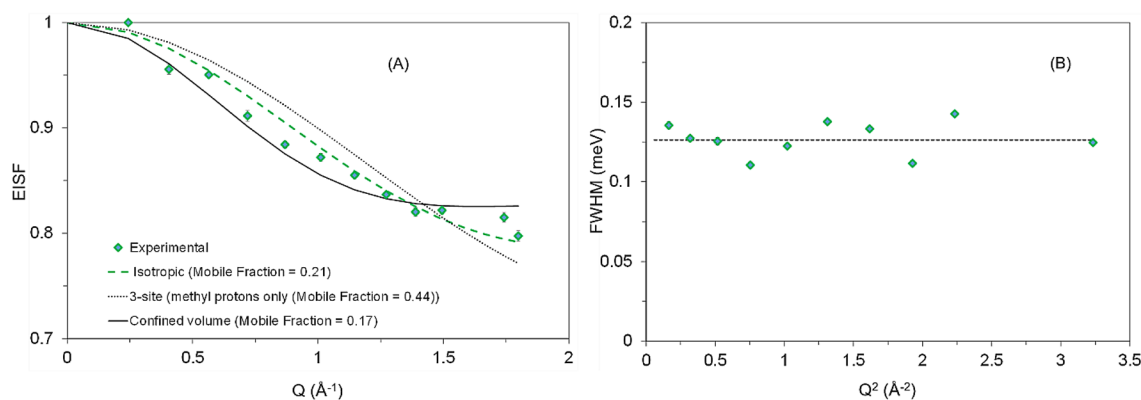 1
0.9
0.8
0.7
0
0.5
1
1.5
2
EISF
Q (Å-1)
(A)
Experimental
Isotropic (Mobile Fraction = 0.21)
3-site (methyl protons only (Mobile Fraction = 0.44))
Confined volume (Mobile Fraction = 0.17)
0.2
0.15
0.1
0.05
0
0
0.5
1
1.5
2
2.5
3
3.5
FWHM (meV)
Q2 (Å-2)
(B)